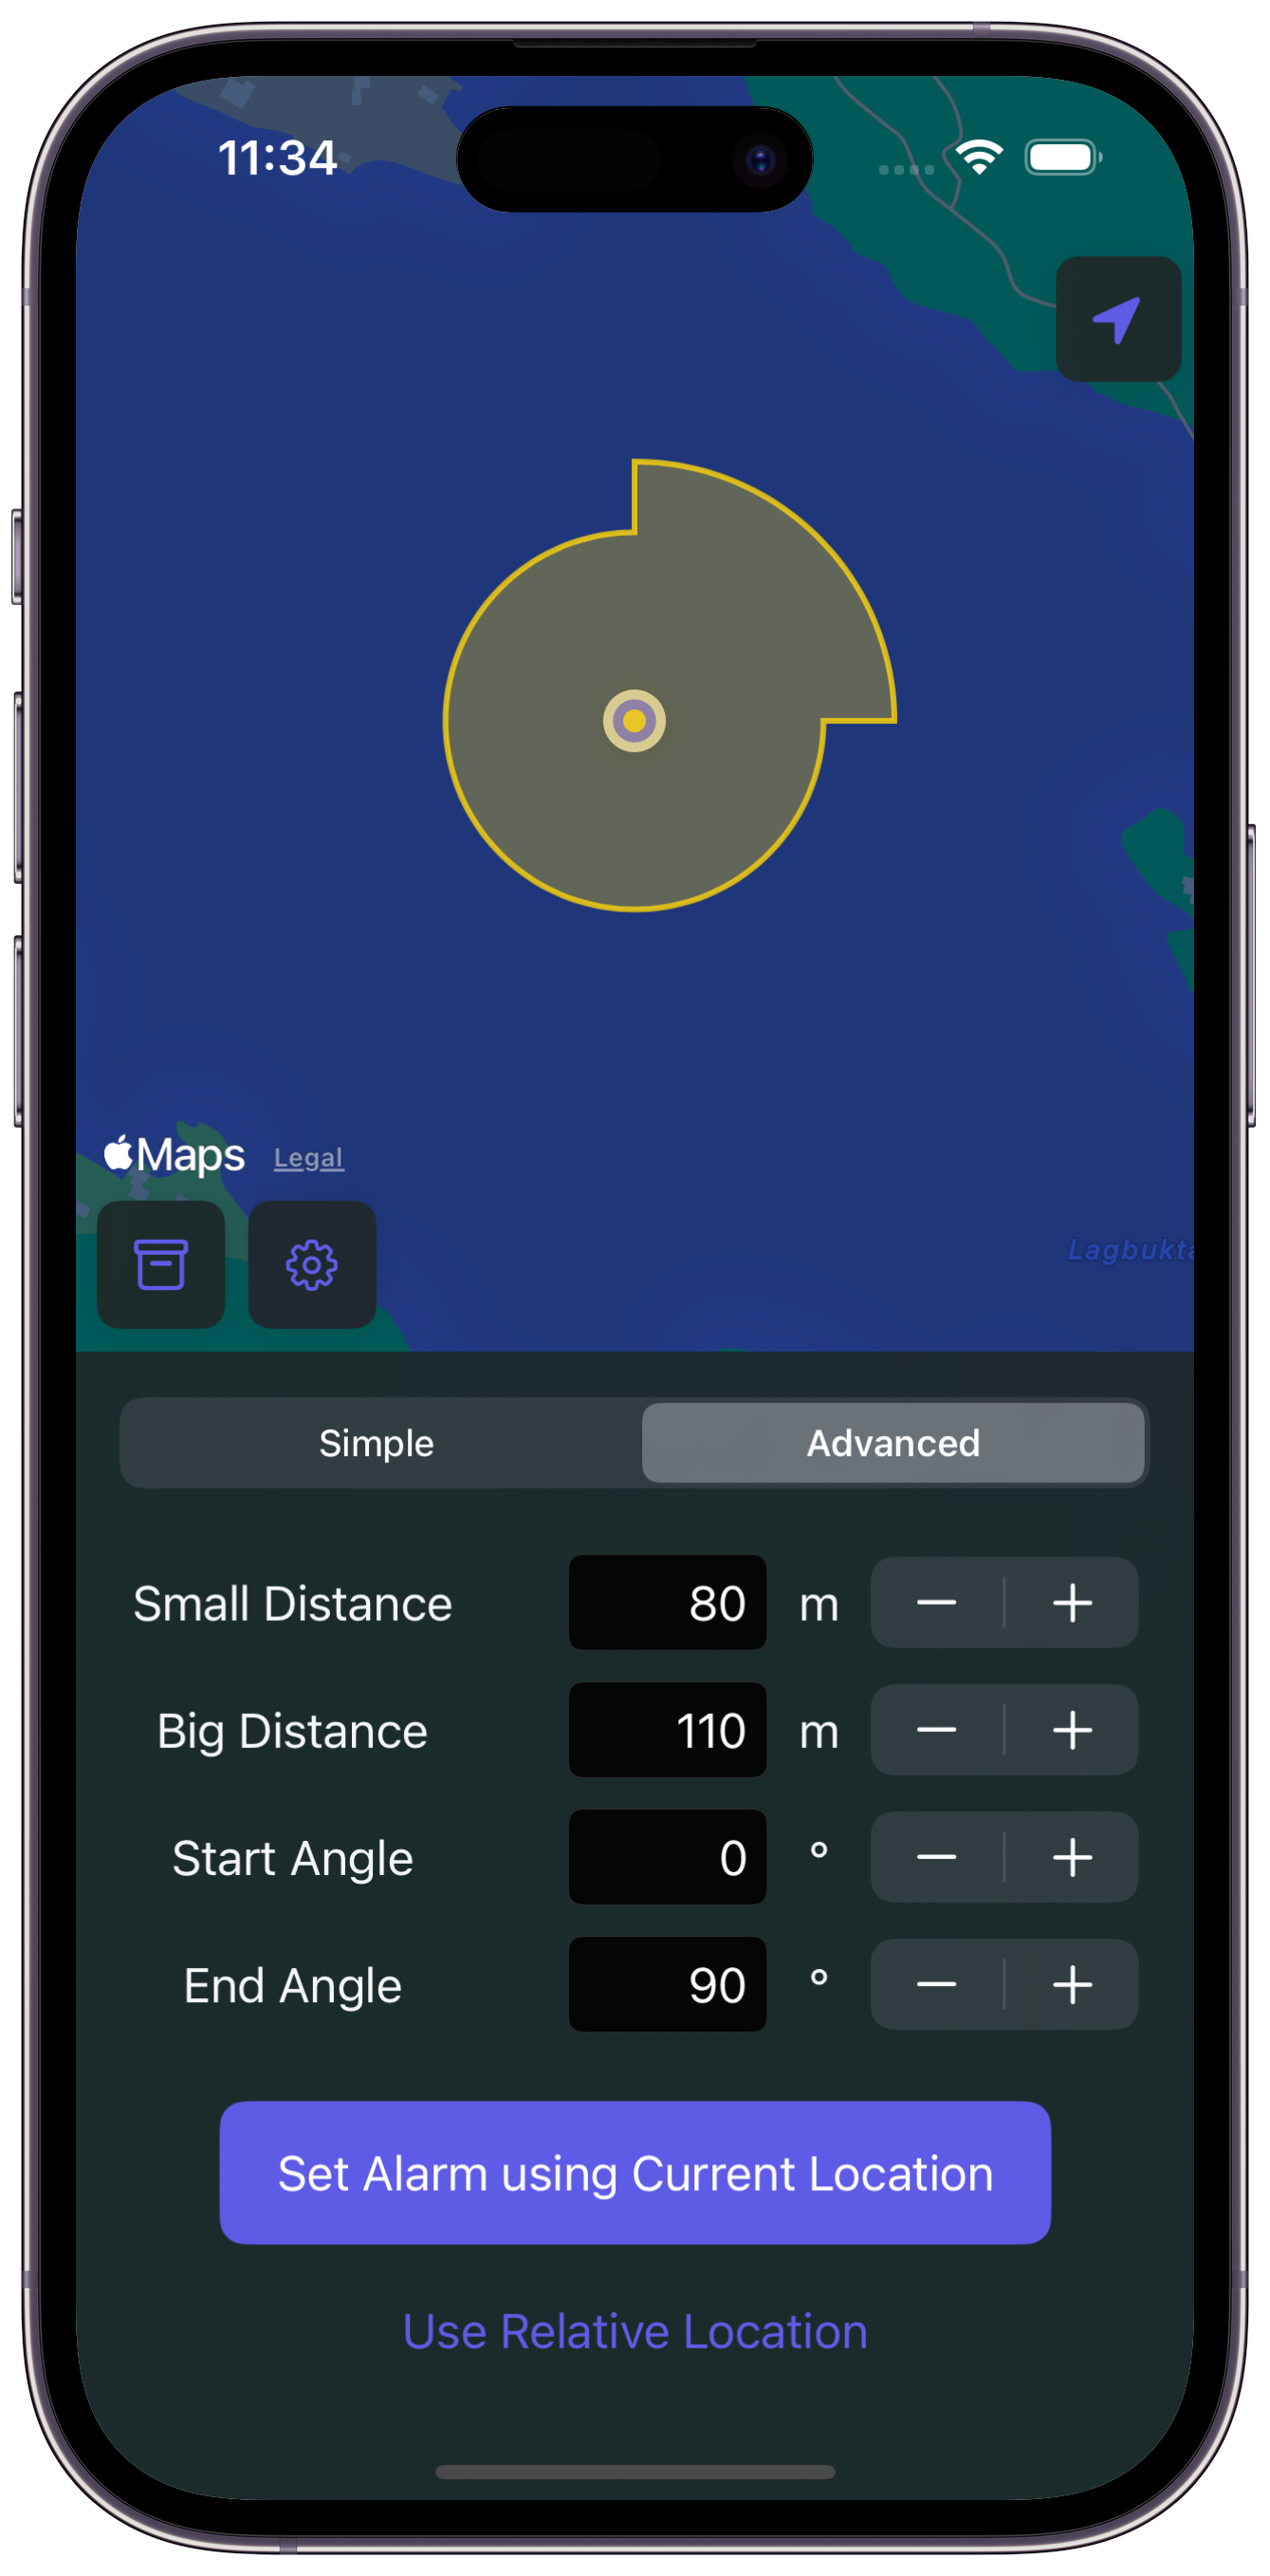 11:34
Maps Legal
Simple Advanced
Small Distance 80 m
Big Distance 110 m
Start Angle 0 °
End Angle 90 °
Set Alarm using Current Location
Use Relative Location